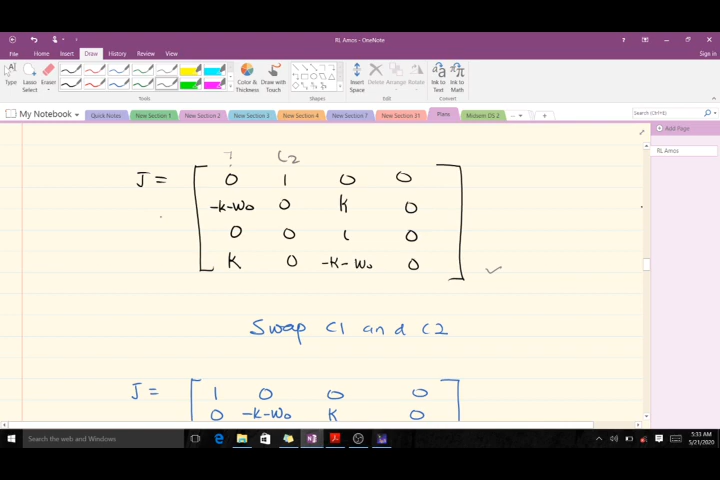 RL Amos - OneNote
File Home Insert Draw History Review View Sign in
Type Lasso Select Eraser Color & Thickness Draw with Touch Shapes Insert Space Delete Arrange Rotate Ink to Text Ink to Math
Tools Shapes Edit Convert
My Notebook Quick Notes New Section 1 New Section 2 New Section 3 New Section 4 New Section 7 New Section 31 Plane Midsem DS 2 Search (Ctrl+E)
Add Page
RL Amos
C2
J = 0 1 0 0
-K-W0 0 K 0
0 0 1 0
K 0 -K-W0 0
Swap C1 and C2
J = 1 0 0 0
0 -K-W0 K 0
Search the web and Windows
5:33 AM
5/21/2020